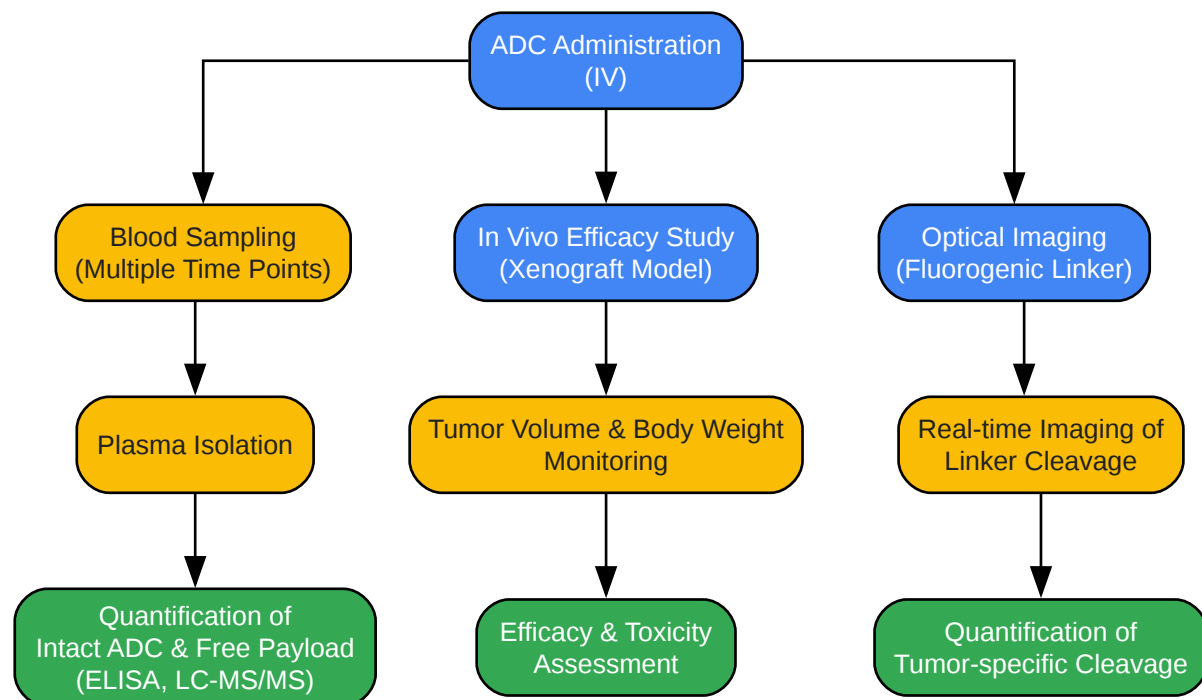 ADC Administration
(IV)
Blood Sampling
(Multiple Time Points)
In Vivo Efficacy Study
(Xenograft Model)
Optical Imaging
(Fluorogenic Linker)
Plasma Isolation
Tumor Volume & Body Weight
Monitoring
Real-time Imaging of
Linker Cleavage
Quantification of
Intact ADC & Free Payload
(ELISA, LC-MS/MS)
Efficacy & Toxicity
Assessment
Quantification of
Tumor-specific Cleavage